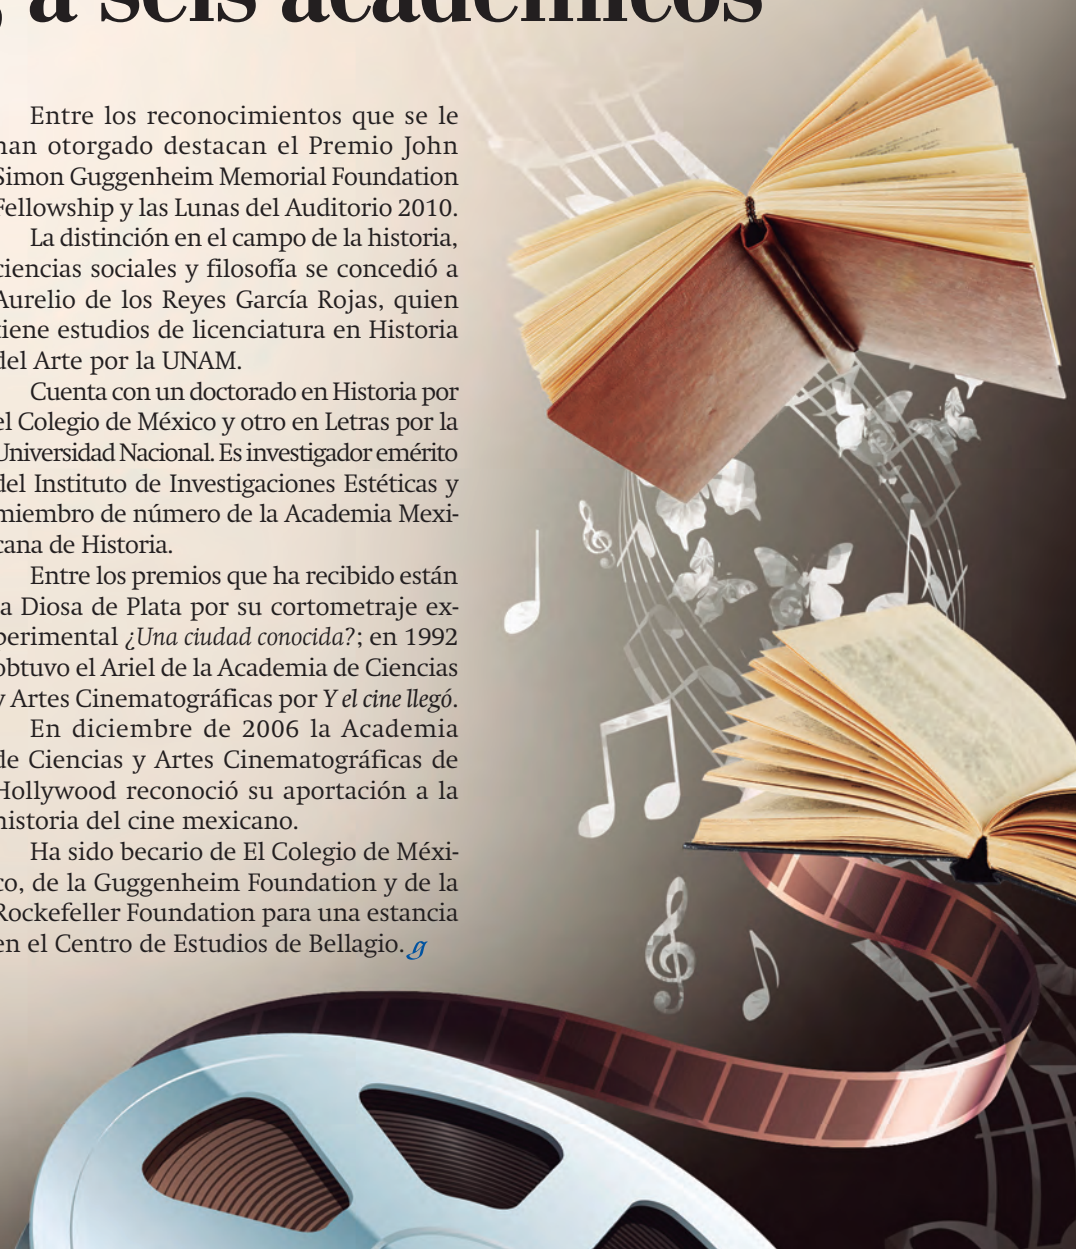 , a seis académicos
Entre los reconocimientos que se le
han otorgado destacan el Premio John
Simon Guggenheim Memorial Foundation
Fellowship y las Lunas del Auditorio 2010.
La distinción en el campo de la historia,
ciencias sociales y filosofía se concedió a
Aurelio de los Reyes García Rojas, quien
tiene estudios de licenciatura en Historia
del Arte por la UNAM.
Cuenta con un doctorado en Historia por
el Colegio de México y otro en Letras por la
Universidad Nacional. Es investigador emérito
del Instituto de Investigaciones Estéticas y
miembro de número de la Academia Mexi-
cana de Historia.
Entre los premios que ha recibido están
la Diosa de Plata por su cortometraje ex-
perimental ¿Una ciudad conocida?; en 1992
obtuvo el Ariel de la Academia de Ciencias
y Artes Cinematográficas por Y el cine llegó.
En diciembre de 2006 la Academia
de Ciencias y Artes Cinematográficas de
Hollywood reconoció su aportación a la
historia del cine mexicano.
Ha sido becario de El Colegio de Méxi-
co, de la Guggenheim Foundation y de la
Rockefeller Foundation para una estancia
en el Centro de Estudios de Bellagio. g